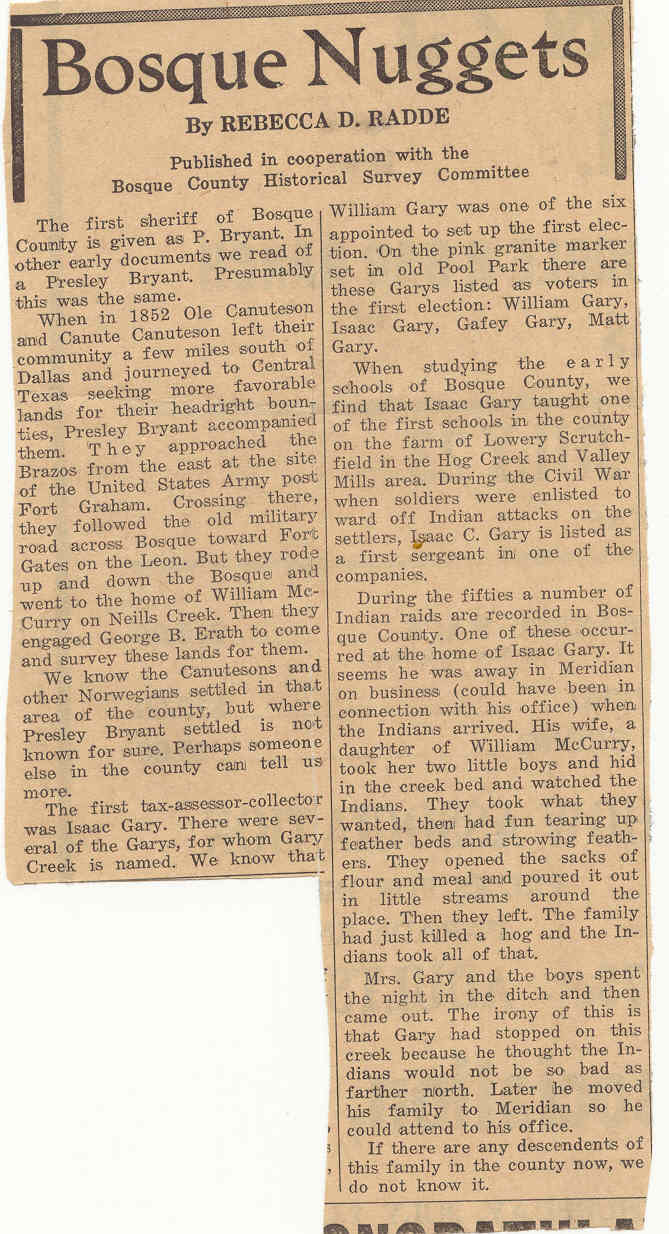 Bosque Nuggets
By REBECCA D. RADDE
Published in cooperation with the
Bosque County Historical Survey Committee
The first sheriff of Bosque
County is given as P. Bryant. In
other early documents we read of
a Presley Bryant. Presumably
this was the same.
When in 1852 Ole Canuteson
and Canute Canuteson left their
community a few miles south of
Dallas and journeyed to Central
Texas seeking more favorable
lands for their headright boun-
ties, Presley Bryant accompanied
them. They approached the
Brazos from the east at the site
of the United States Army post
Fort Graham. Crossing there,
they followed the old military
road across Bosque toward Fort
Gates on the Leon. But they rode
up and down the Bosque and
went to the home of William Mc-
Curry on Neills Creek. Then they
engaged George B. Erath to come
and survey these lands for them.
We know the Canutesons and
other Norwegians settled in that
area of the county, but where
Presley Bryant settled is not
known for sure. Perhaps someone
else in the county can tell us
more.
The first tax-assessor-collector
was Isaac Gary. There were sev-
eral of the Garys, for whom Gary
Creek is named. We know that
William Gary was one of the six
appointed to set up the first elec-
tion. On the pink granite marker
set in old Pool Park there are
these Garys listed as voters in
the first election: William Gary,
Isaac Gary, Gafey Gary, Matt
Gary.
When studying the early
schools of Bosque County, we
find that Isaac Gary taught one
of the first schools in the county
on the farm of Lowery Scrutch-
field in the Hog Creek and Valley
Mills area. During the Civil War
when soldiers were enlisted to
ward off Indian attacks on the
settlers, Isaac C. Gary is listed as
a first sergeant in one of the
companies.
During the fifties a number of
Indian raids are recorded in Bos-
que County. One of these occur-
red at the home of Isaac Gary. It
seems he was away in Meridian
on business (could have been in
connection with his office) when
the Indians arrived. His wife, a
daughter of William McCurry,
took her two little boys and hid
in the creek bed and watched the
Indians. They took what they
wanted, then had fun tearing up
feather beds and strowing feath-
ers. They opened the sacks of
flour and meal and poured it out
in little streams around the
place. Then they left. The family
had just killed a hog and the In-
dians took all of that.
Mrs. Gary and the boys spent
the night in the ditch and then
came out. The irony of this is
that Gary had stopped on this
creek because he thought the In-
dians would not be so bad as
farther north. Later he moved
his family to Meridian so he
could attend to his office.
If there are any descendents of
this family in the county now, we
do not know it.